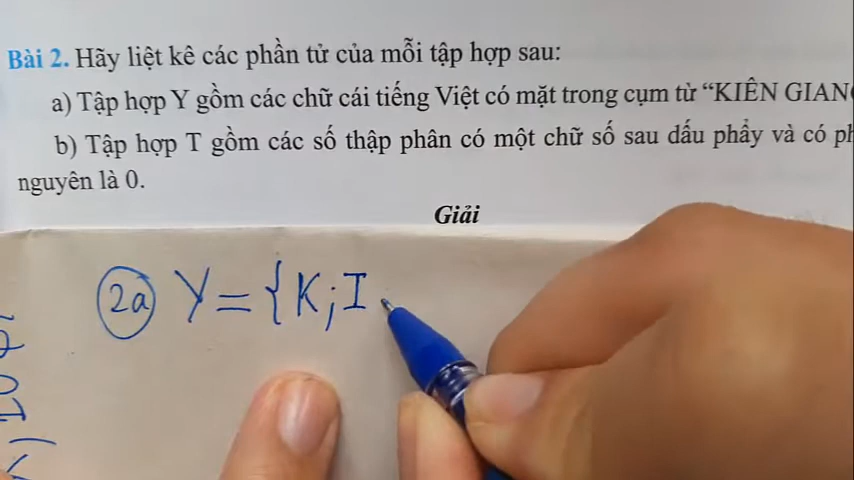 Bài 2. Hãy liệt kê các phần tử của mỗi tập hợp sau:
a) Tập hợp Y gồm các chữ cái tiếng Việt có mặt trong cụm từ “KIÊN GIAN
b) Tập hợp T gồm các số thập phân có một chữ số sau dấu phẩy và có ph
nguyên là 0.
Giải
2a Y = {K; I